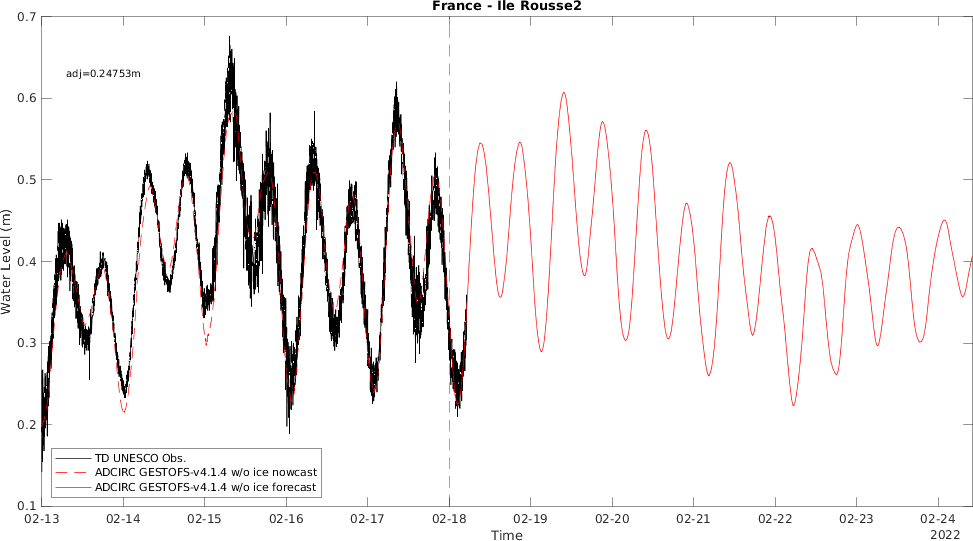 France - Ile Rousse2
adj=0.24753m
Water Level (m)
0.7
0.6
0.5
0.4
0.3
0.2
0.1
TD UNESCO Obs.
ADCIRC GESTOFS-v4.1.4 w/o ice nowcast
ADCIRC GESTOFS-v4.1.4 w/o ice forecast
02-13 02-14 02-15 02-16 02-17 02-18 02-19 02-20 02-21 02-22 02-23 02-24
2022
Time